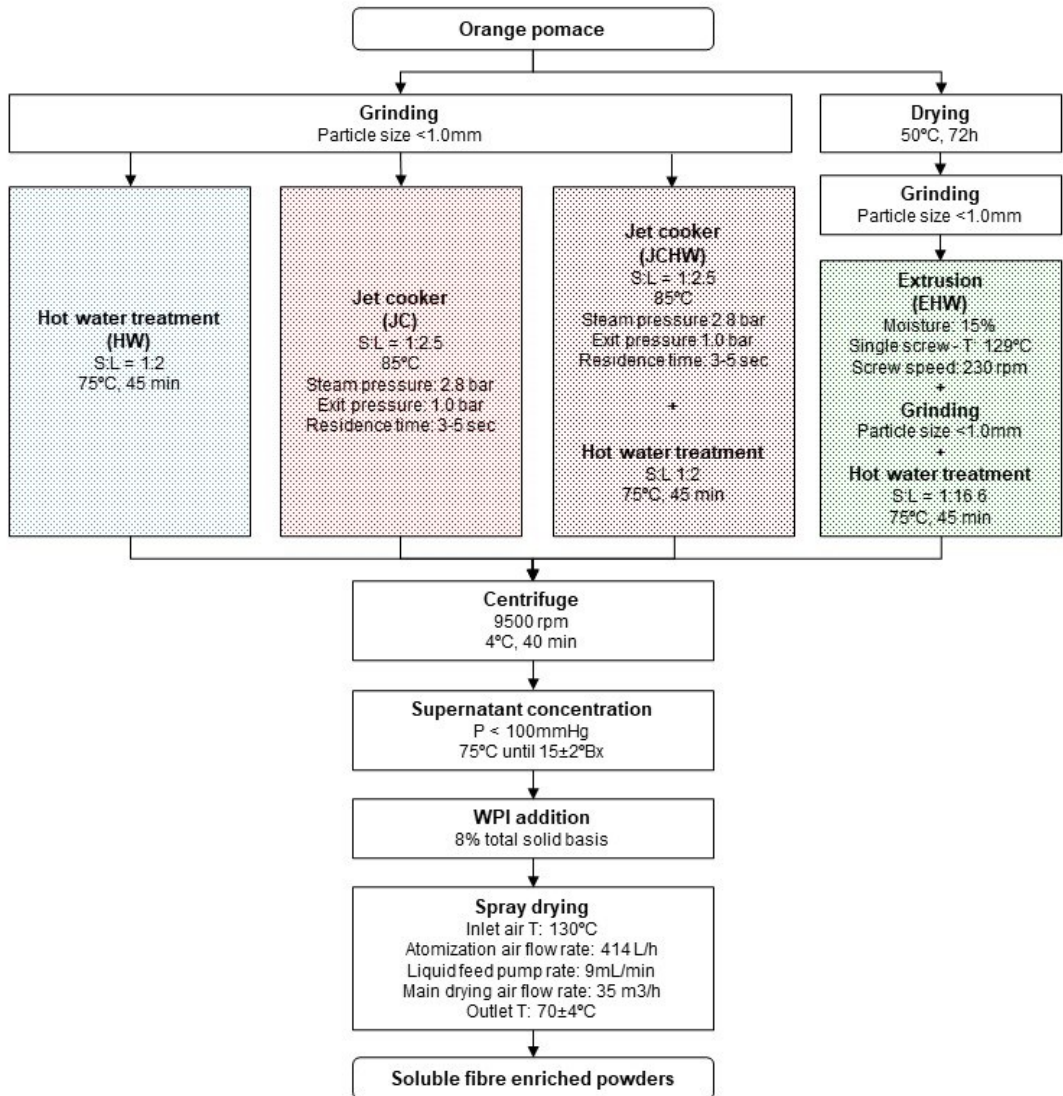 Orange pomace
Grinding
Particle size <1.0mm
Drying
50ºC, 72h
Grinding
Particle size <1.0mm
Hot water treatment
(HW)
S:L = 1:2
75ºC, 45 min
Jet cooker
(JC)
S:L = 1:2.5
85ºC
Steam pressure: 2.8 bar
Exit pressure: 1.0 bar
Residence time: 3-5 sec
Jet cooker
(JCHW)
S:L = 1:2.5
85ºC
Steam pressure 2.8 bar
Exit pressure 1.0 bar
Residence time: 3-5 sec
+
Hot water treatment
S:L 1:2
75ºC, 45 min
Extrusion
(EHW)
Moisture: 15%
Single screw - T: 129ºC
Screw speed: 230 rpm
+
Grinding
Particle size <1.0mm
+
Hot water treatment
S:L = 1:16.6
75ºC, 45 min
Centrifuge
9500 rpm
4ºC, 40 min
Supernatant concentration
P < 100mmHg
75ºC until 15±2ºBx
WPI addition
8% total solid basis
Spray drying
Inlet air T: 130ºC
Atomization air flow rate: 414 L/h
Liquid feed pump rate: 9mL/min
Main drying air flow rate: 35 m3/h
Outlet T: 70±4ºC
Soluble fibre enriched powders